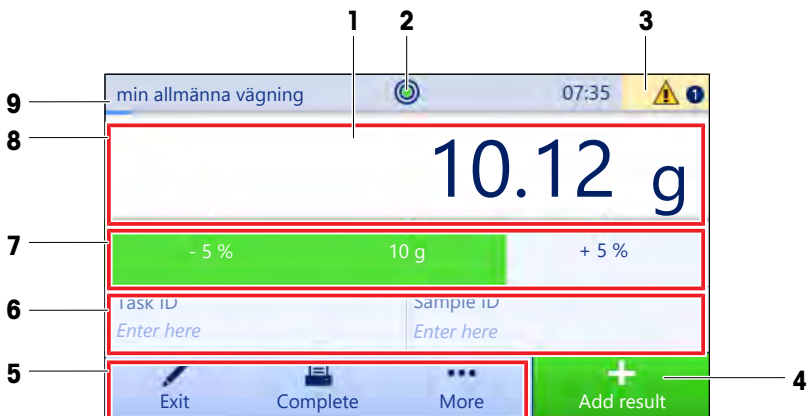 1 2 3
9 min allmänna vägning 07:35 1
8
10.12 g
7 - 5 % 10 g + 5 %
6 Task ID Sample ID
Enter here Enter here
5 Exit Complete More Add result 4